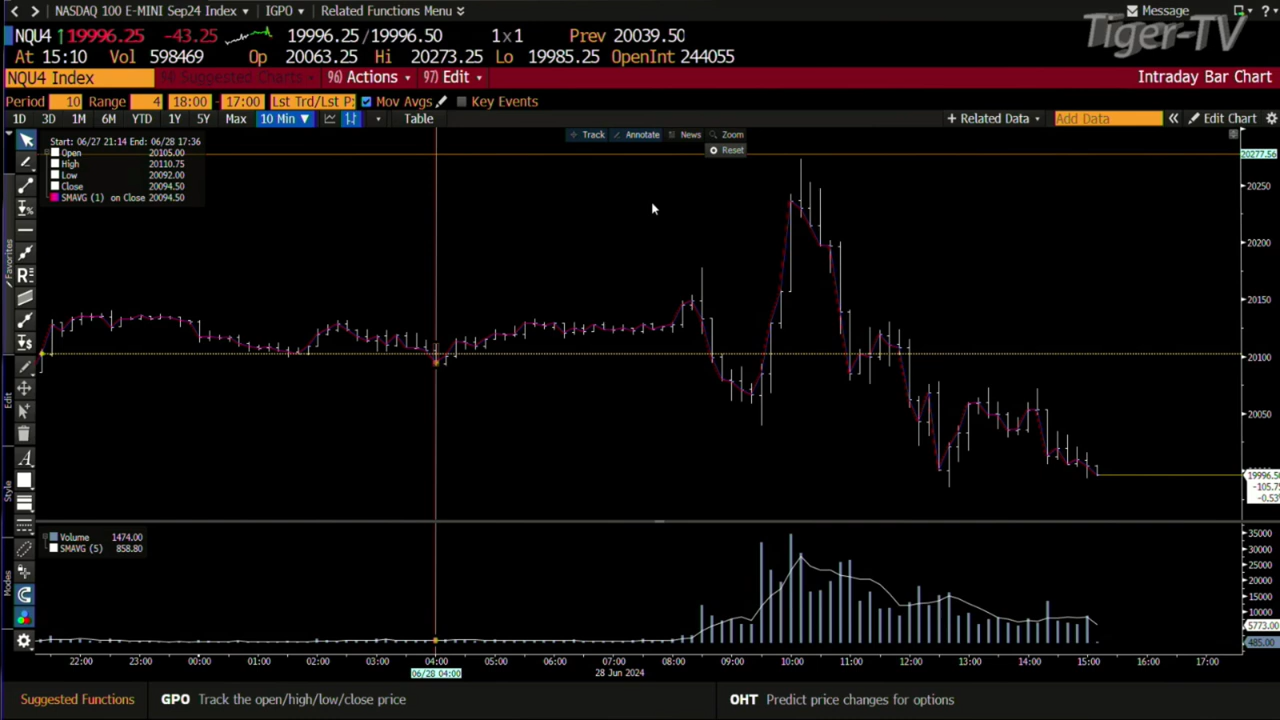 NASDAQ 100 E-MINI Sep24 Index IGPO Related Functions Menu Message ?
Tiger-TV
NQU4 19996.25 -43.25 19996.25/19996.50 1x1 Prev 20039.50
At 15:10 Vol 598469 Op 20063.25 Hi 20273.25 Lo 19985.25 OpenInt 244055
NQU4 Index 94) Suggested Charts 96) Actions 97) Edit Intraday Bar Chart
Period 10 Range 4 18:00 - 17:00 Lst Trd/Lst P: Mov Avgs Key Events
1D 3D 1M 6M YTD 1Y 5Y Max 10 Min Table + Related Data Add Data « Edit Chart
Track Annotate News Zoom
Reset
Start: 06/27 21:14 End: 06/28 17:36
Open 20105.00
High 20110.75
Low 20092.00
Close 20094.50
SMAVG (1) on Close 20094.50
20277.56
20250
20200
20150
20100
20050
19996.50
-105.75
-0.53%
Favorites
Edit
Style
Modes
Volume 1474.00
SMAVG (5) 858.80
35000
30000
25000
20000
15000
10000
5773.00
485.00
22:00 23:00 00:00 01:00 02:00 03:00 04:00 05:00 06:00 07:00 08:00 09:00 10:00 11:00 12:00 13:00 14:00 15:00 16:00 17:00
06/28 04:00 28 Jun 2024
Suggested Functions GPO Track the open/high/low/close price OHT Predict price changes for options